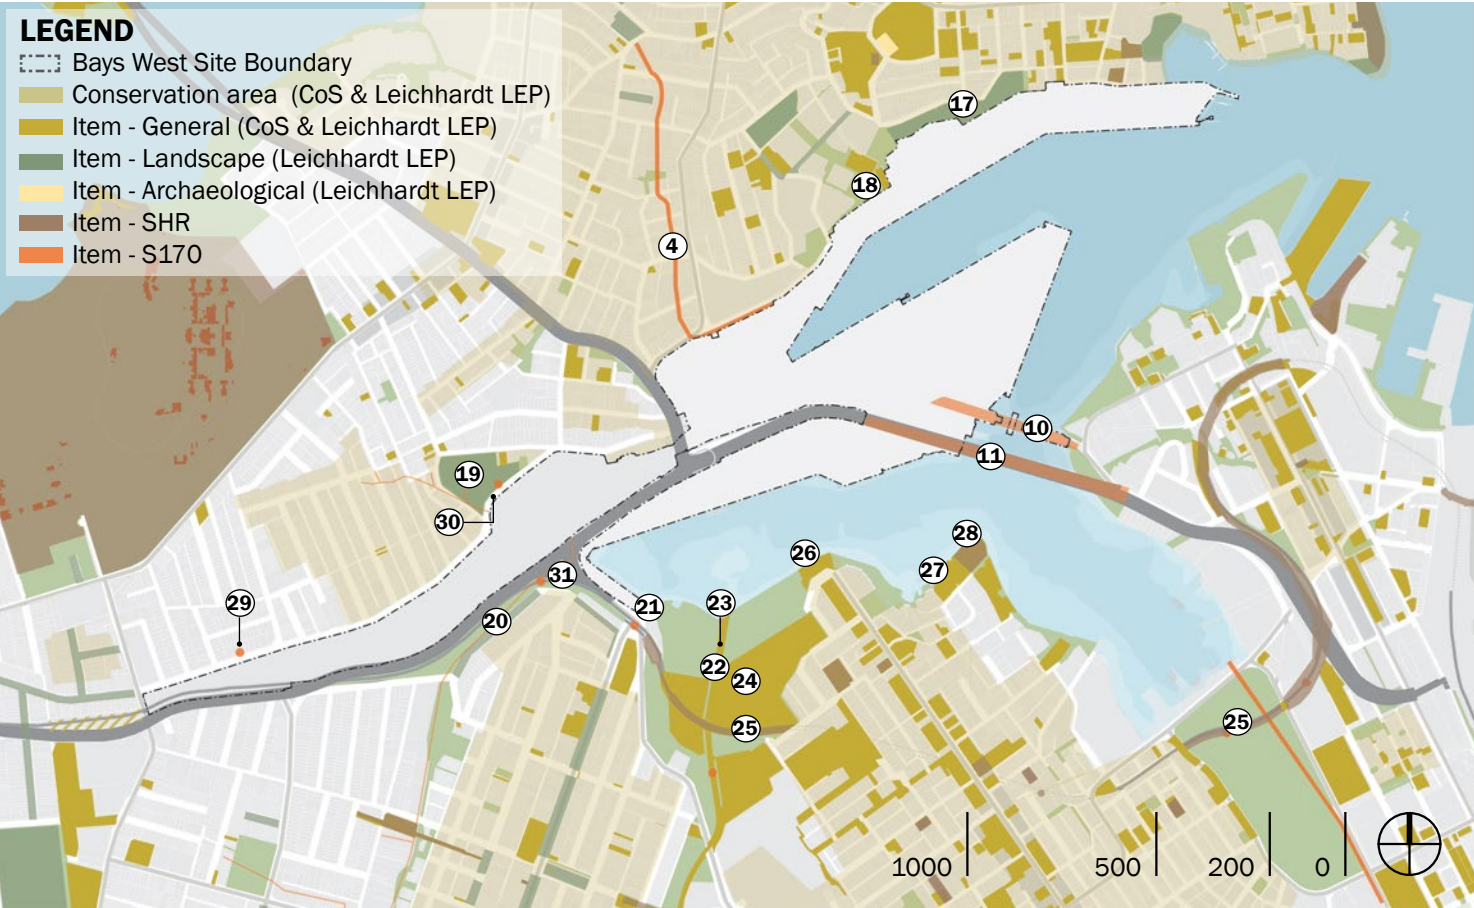 LEGEND
Bays West Site Boundary
Conservation area (CoS & Leichhardt LEP)
Item - General (CoS & Leichhardt LEP)
Item - Landscape (Leichhardt LEP)
Item - Archaeological (Leichhardt LEP)
Item - SHR
Item - S170
17
18
4
10
11
19
30
28
26
27
31
29
21
23
20
22
24
25
25
1000 500 200 0